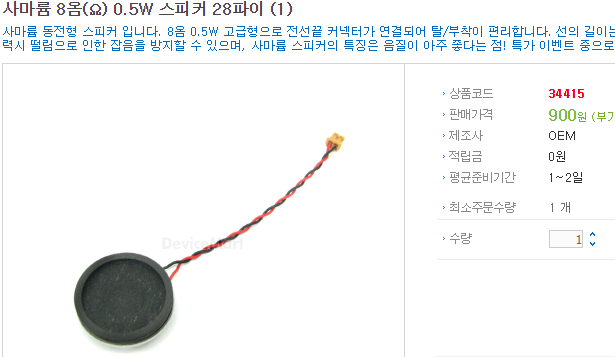 사마륨 8옴(Ω) 0.5W 스피커 28파이 (1)
사마륨 동전형 스피커 입니다. 8옴 0.5W 고급형으로 전선끝 커넥터가 연결되어 탈/부착이 편리합니다. 선의 길이는
력시 떨림으로 인한 잡음을 방지할 수 있으며, 사마륨 스피커의 특징은 음질이 아주 좋다는 점! 특가 이벤트 중으로
상품코드 34415
판매가격 900원 (부가
제조사 OEM
적립금 0원
평균준비기간 1~2일
최소주문수량 1 개
수량 1
DeviceMart